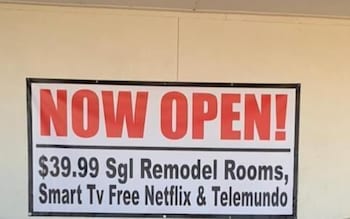 NOW OPEN!
$39.99 Sgl Remodel Rooms,
Smart Tv Free Netflix & Telemundo